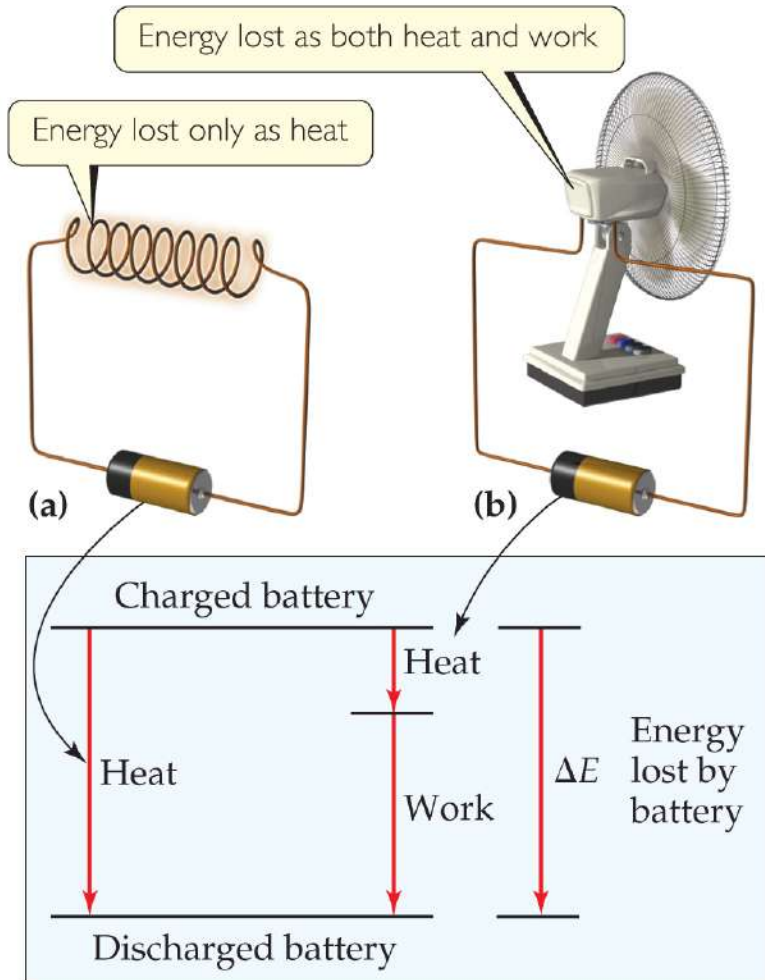 Energy lost as both heat and work
Energy lost only as heat
(a)
(b)
Charged battery
Heat
Heat
Work
ΔE
Energy
lost by
battery
Discharged battery